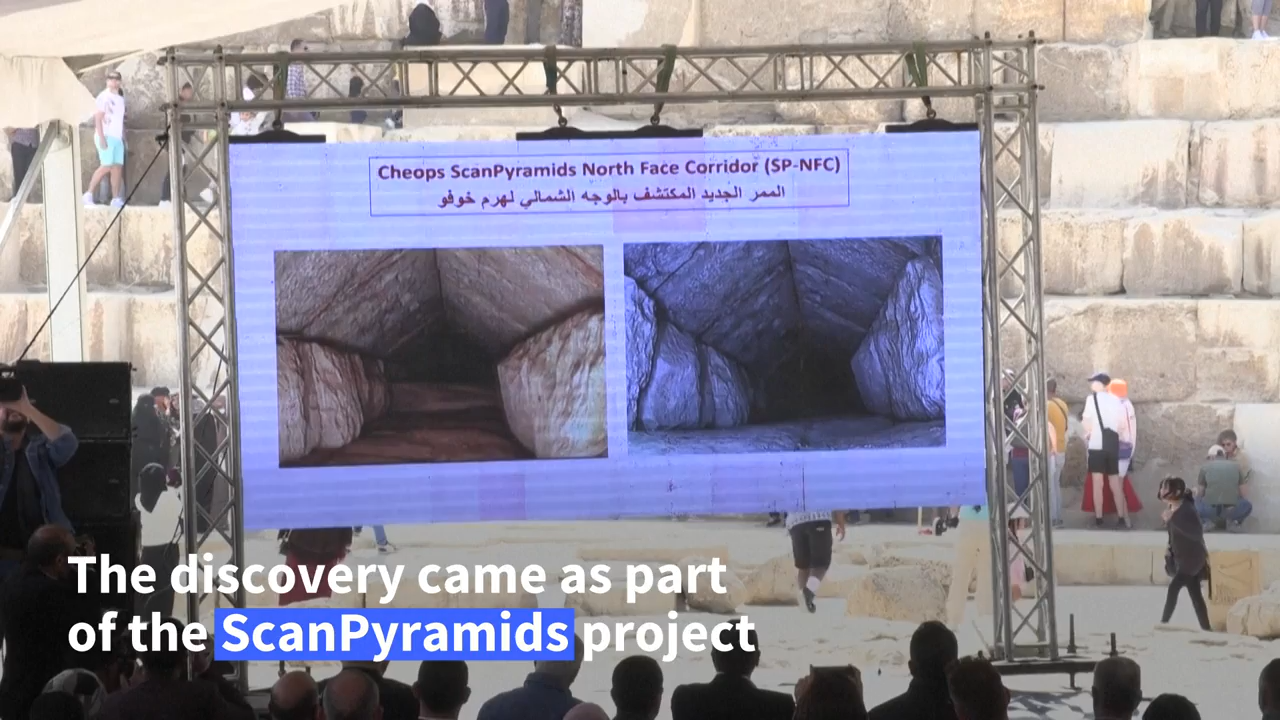 Cheops ScanPyramids North Face Corridor (SP-NFC)
الممر الجديد المكتشف بالوجه الشمالي لهرم خوفو
The discovery came as part
of the ScanPyramids project